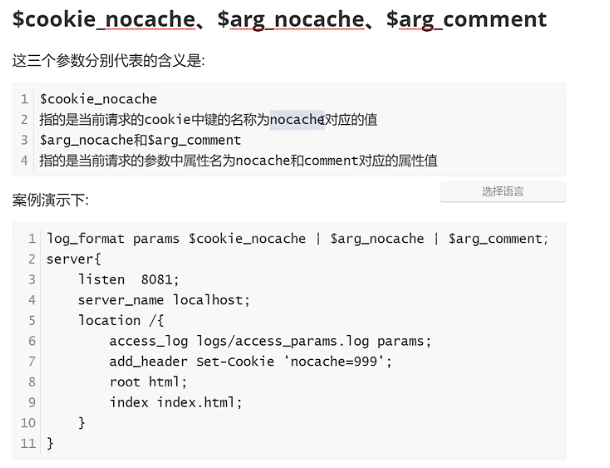 $cookie_nocache、$arg_nocache、$arg_comment
这三个参数分别代表的含义是:
1 $cookie_nocache
2 指的是当前请求的cookie中键的名称为nocache对应的值
3 $arg_nocache和$arg_comment
4 指的是当前请求的参数中属性名为nocache和comment对应的属性值
选择语言
案例演示下:
1 log_format params $cookie_nocache | $arg_nocache | $arg_comment;
2 server{
3     listen  8081;
4     server_name localhost;
5     location /{
6         access_log logs/access_params.log params;
7         add_header Set-Cookie 'nocache=999';
8         root html;
9         index index.html;
10     }
11 }